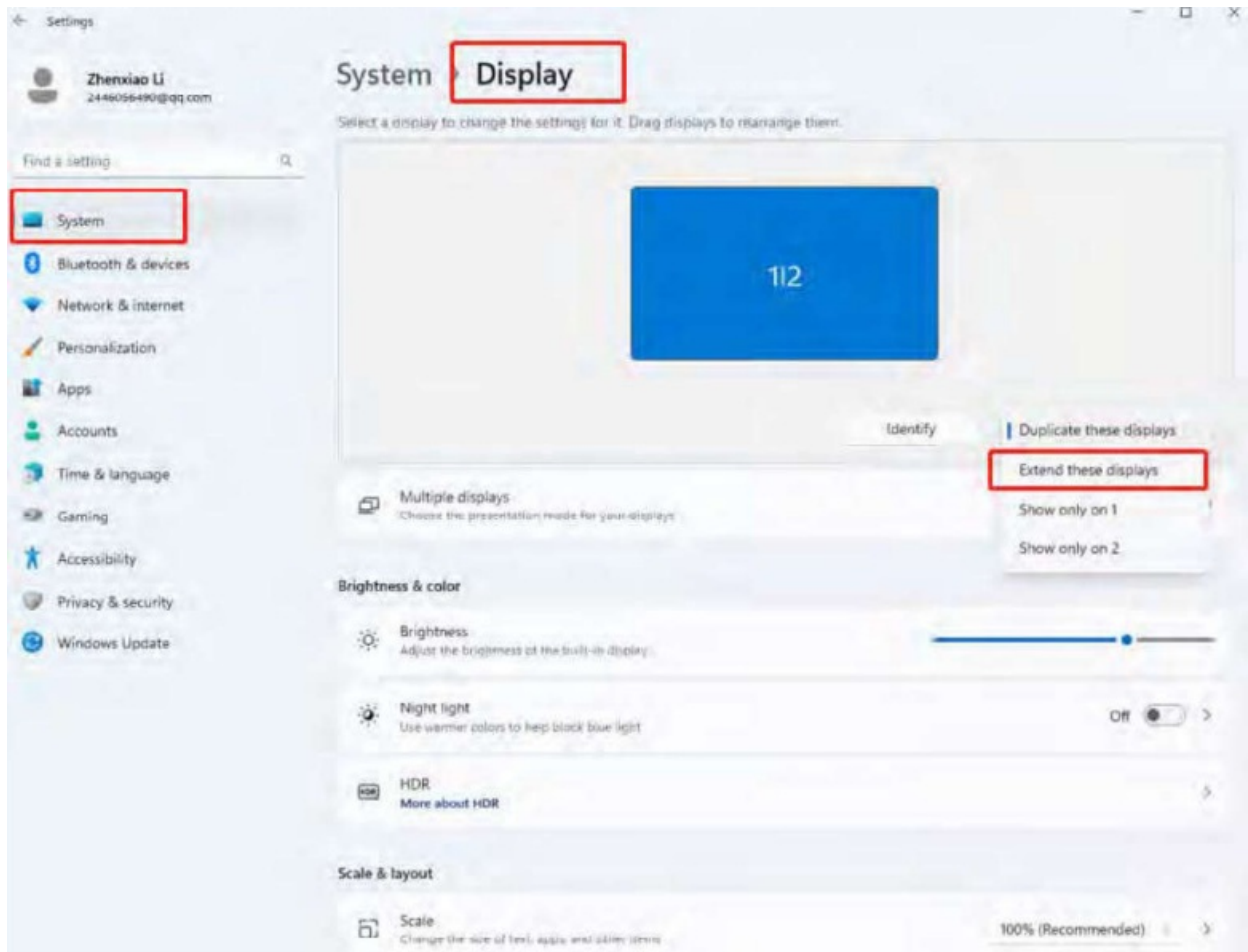 Settings
Zhenxiao Li
2446056490@qq.com
System › Display
Select a display to change the settings for it. Drag displays to rearrange them.
Find a setting
System
Bluetooth & devices
Network & internet
Personalization
Apps
Accounts
Time & language
Gaming
Accessibility
Privacy & security
Windows Update
1|2
Identify
Duplicate these displays
Extend these displays
Show only on 1
Show only on 2
Multiple displays
Choose the presentation mode for your displays
Brightness & color
Brightness
Adjust the brightness of the built-in display
Night light
Use warmer colors to help block blue light
Off
HDR
HDR
More about HDR
Scale & layout
Scale
Change the size of text, apps, and other items
100% (Recommended)